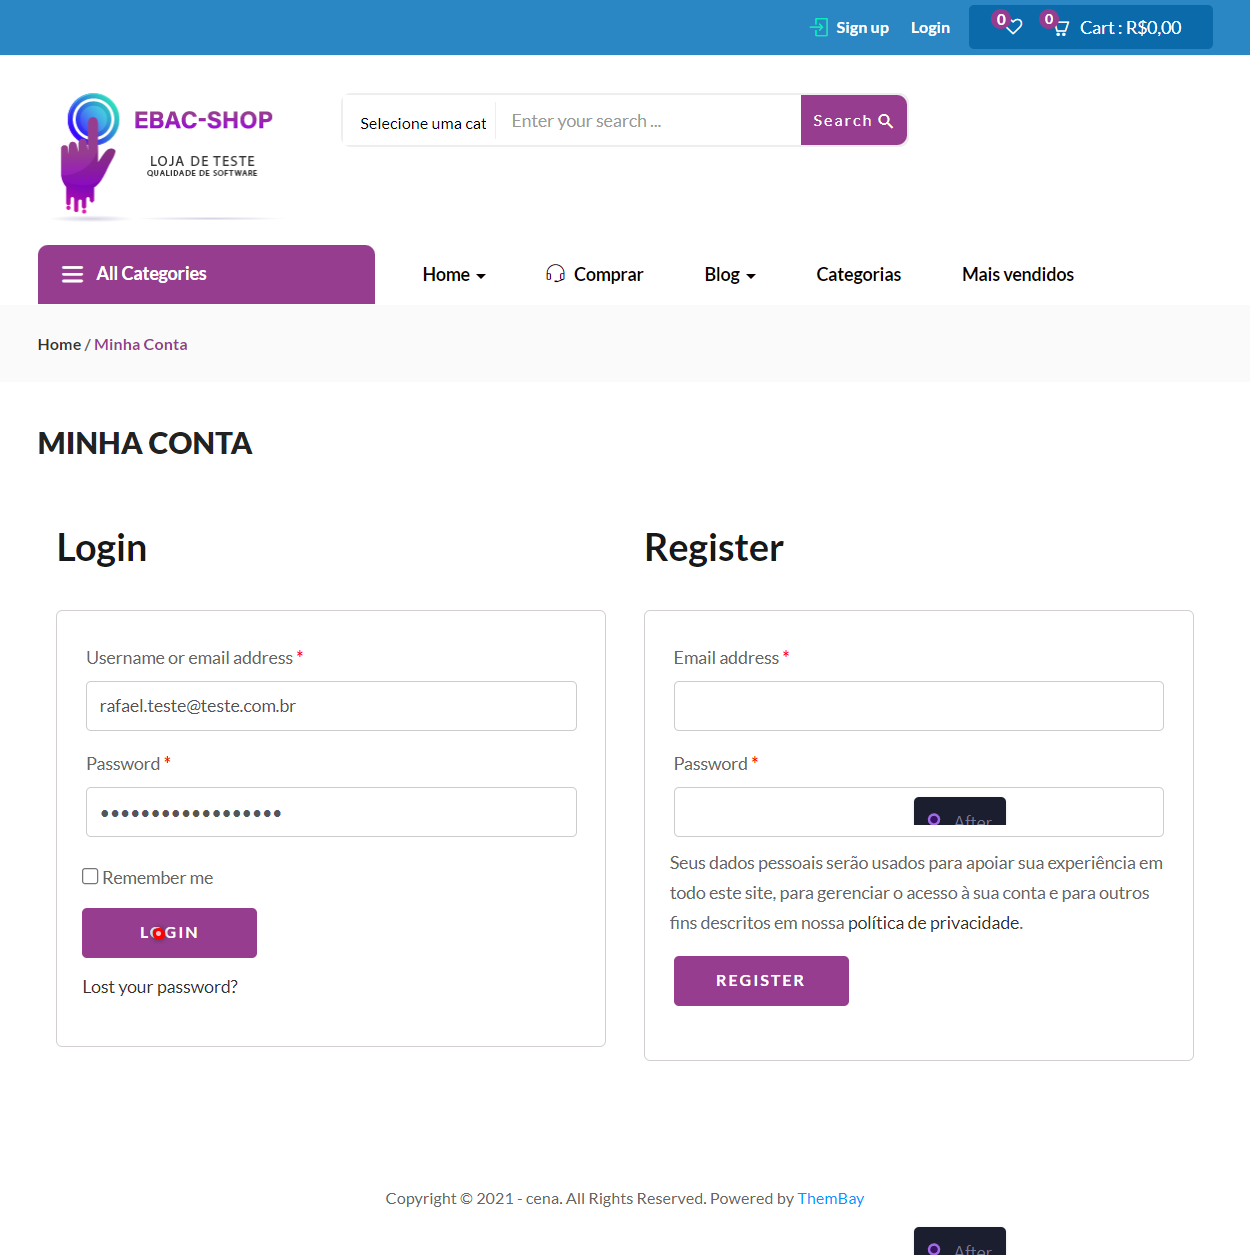 Sign up
Login
0
0
Cart : R$0,00
EBAC-SHOP
LOJA DE TESTE
QUALIDADE DE SOFTWARE
Selecione uma cat
Enter your search ...
Search
All Categories
Home
Comprar
Blog
Categorias
Mais vendidos
Home / Minha Conta
MINHA CONTA
Login
Username or email address *
rafael.teste@teste.com.br
Password *
Remember me
LOGIN
Lost your password?
Register
Email address *
Password *
After
Seus dados pessoais serão usados para apoiar sua experiência em
todo este site, para gerenciar o acesso à sua conta e para outros
fins descritos em nossa política de privacidade.
REGISTER
Copyright © 2021 - cena. All Rights Reserved. Powered by ThemBay
After